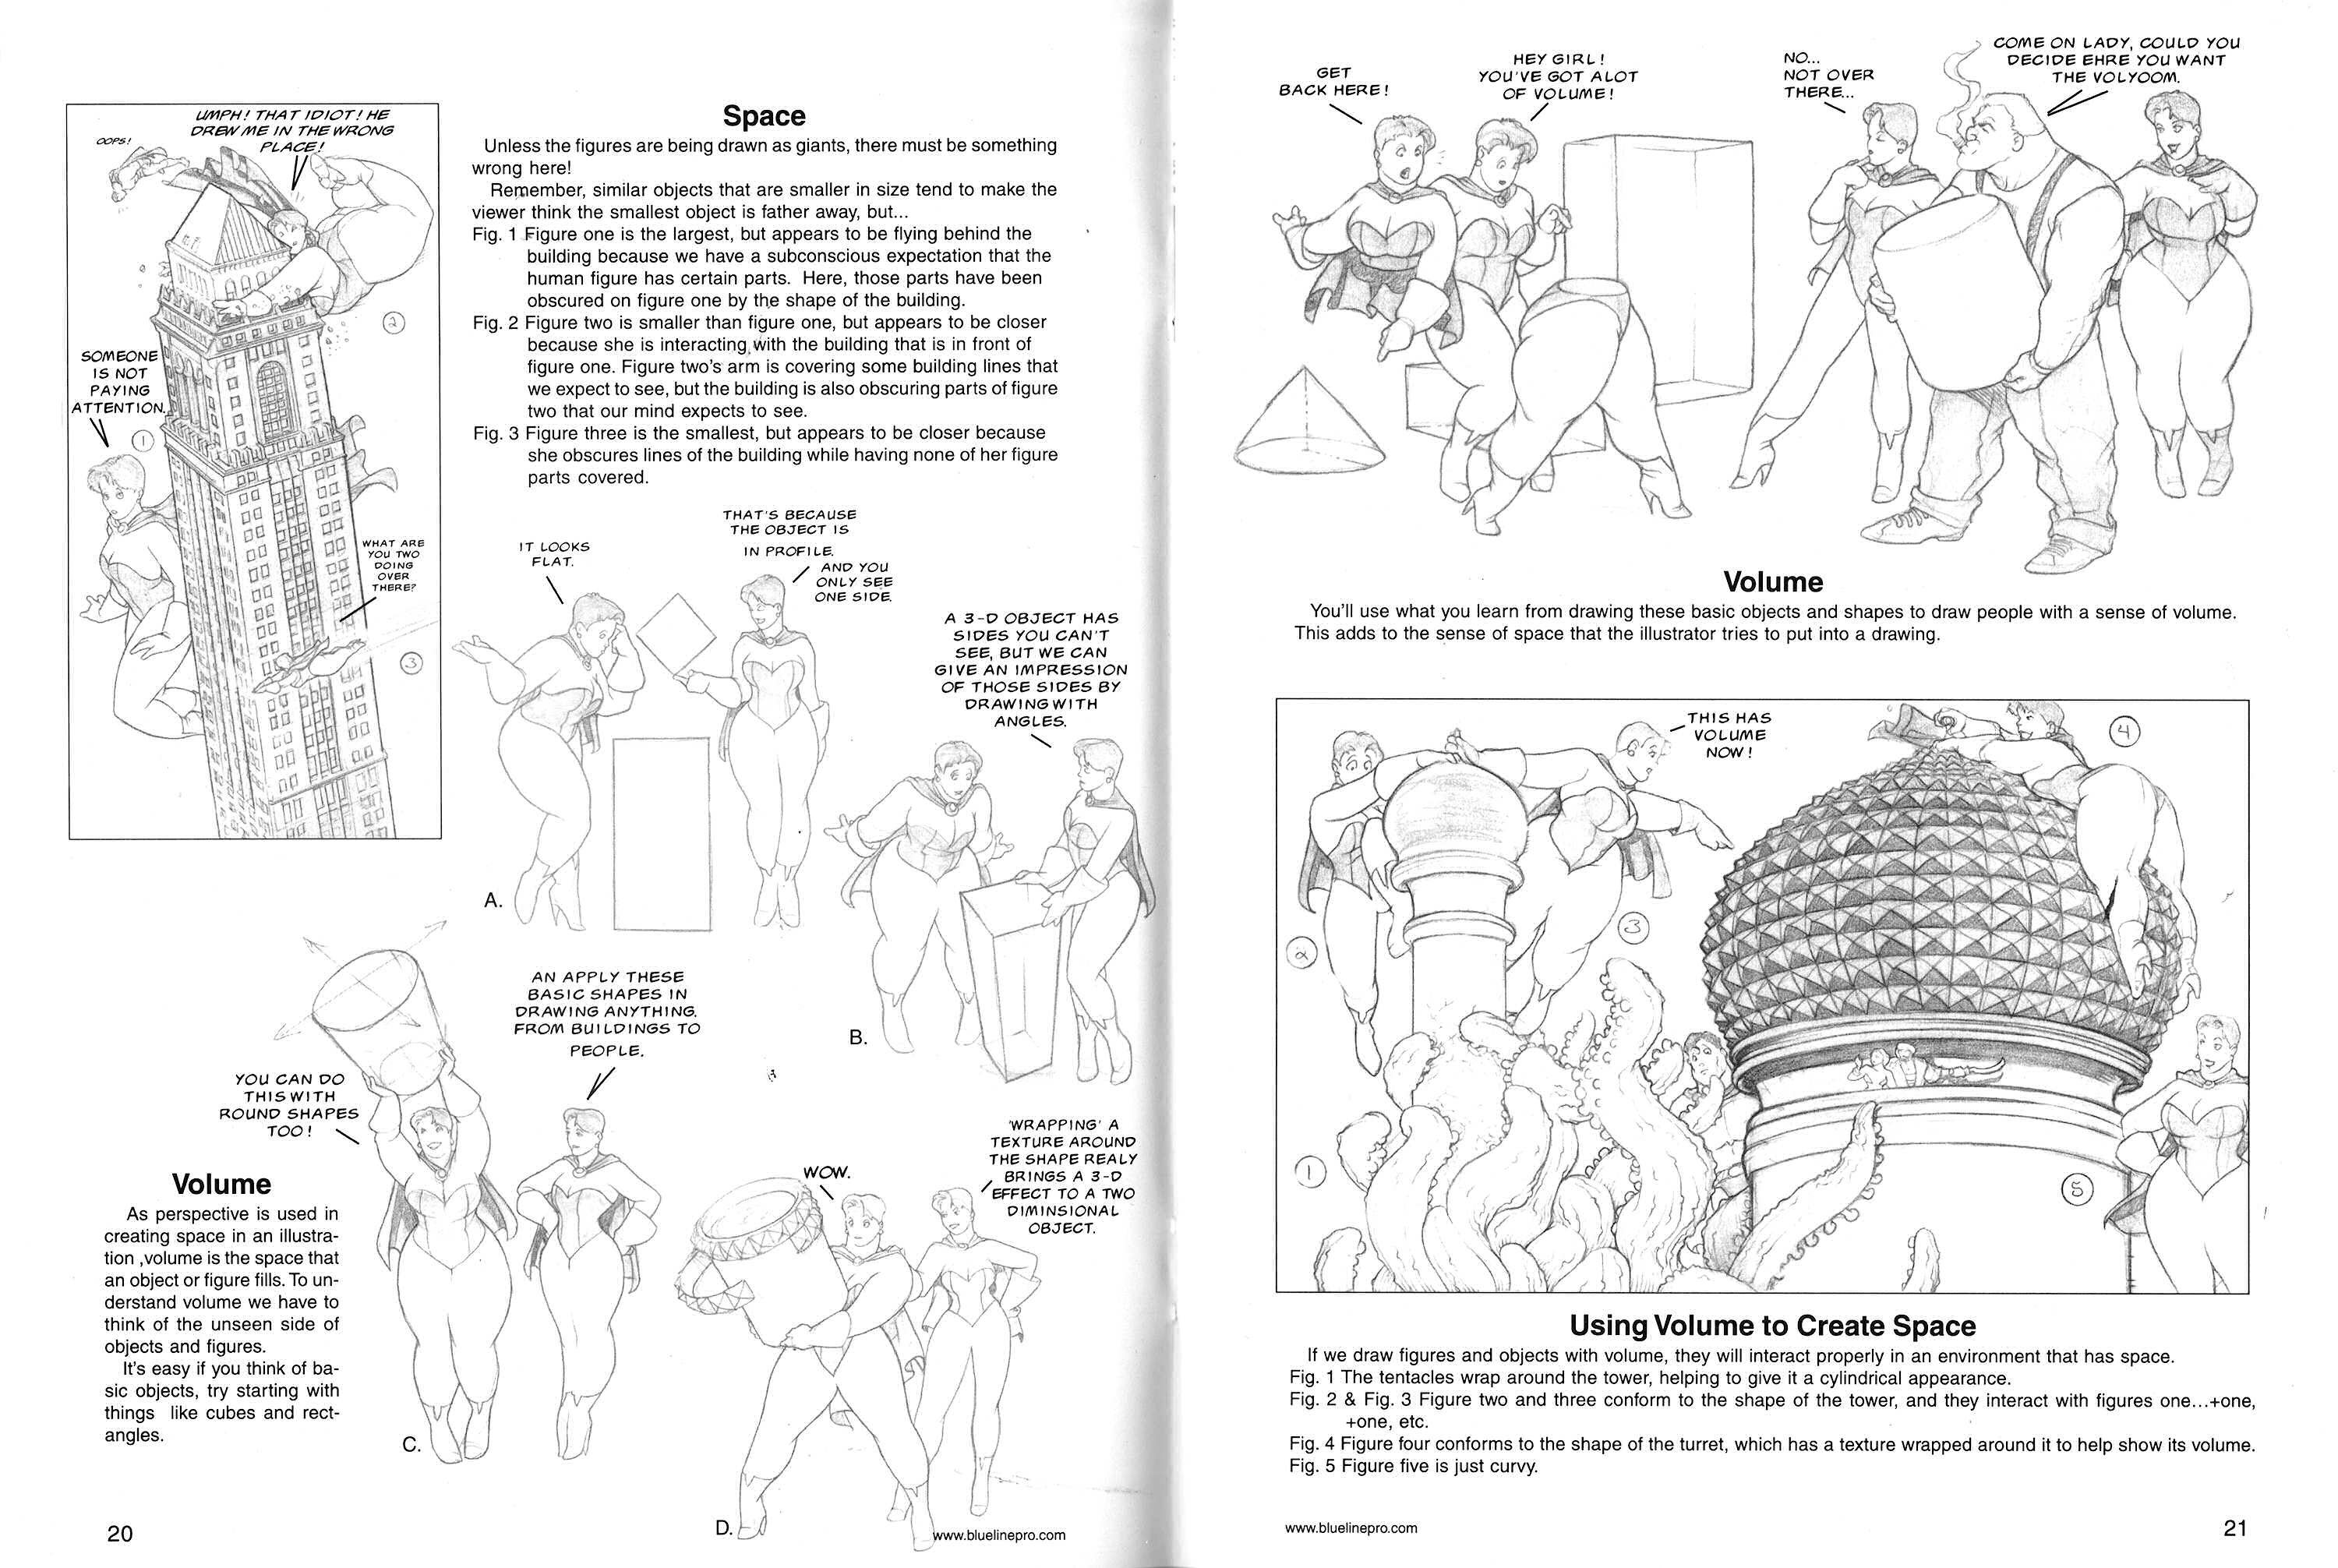 OOPS!
UMPH! THAT IDIOT! HE
DREW ME IN THE WRONG
PLACE!
2
SOMEONE
IS NOT
PAYING
ATTENTION.
1
WHAT ARE
YOU TWO
DOING
OVER
THERE?
3
Space
Unless the figures are being drawn as giants, there must be something
wrong here!
Remember, similar objects that are smaller in size tend to make the
viewer think the smallest object is father away, but...
Fig. 1 Figure one is the largest, but appears to be flying behind the
building because we have a subconscious expectation that the
human figure has certain parts. Here, those parts have been
obscured on figure one by the shape of the building.
Fig. 2 Figure two is smaller than figure one, but appears to be closer
because she is interacting with the building that is in front of
figure one. Figure two's arm is covering some building lines that
we expect to see, but the building is also obscuring parts of figure
two that our mind expects to see.
Fig. 3 Figure three is the smallest, but appears to be closer because
she obscures lines of the building while having none of her figure
parts covered.
IT LOOKS
FLAT.
THAT'S BECAUSE
THE OBJECT IS
IN PROFILE.
AND YOU
ONLY SEE
ONE SIDE.
A.
A 3-D OBJECT HAS
SIDES YOU CAN'T
SEE, BUT WE CAN
GIVE AN IMPRESSION
OF THOSE SIDES BY
DRAWING WITH
ANGLES.
B.
YOU CAN DO
THIS WITH
ROUND SHAPES
TOO!
AN APPLY THESE
BASIC SHAPES IN
DRAWING ANYTHING.
FROM BUILDINGS TO
PEOPLE.
C.
WOW.
'WRAPPING' A
TEXTURE AROUND
THE SHAPE REALY
BRINGS A 3-D
EFFECT TO A TWO
DIMINSIONAL
OBJECT.
D.
Volume
As perspective is used in
creating space in an illustra-
tion ,volume is the space that
an object or figure fills. To un-
derstand volume we have to
think of the unseen side of
objects and figures.
It's easy if you think of ba-
sic objects, try starting with
things like cubes and rect-
angles.
20
www.bluelinepro.com
GET
BACK HERE!
HEY GIRL!
YOU'VE GOT ALOT
OF VOLUME!
NO...
NOT OVER
THERE...
COME ON LADY, COULD YOU
DECIDE EHRE YOU WANT
THE VOLYOOM.
Volume
You'll use what you learn from drawing these basic objects and shapes to draw people with a sense of volume.
This adds to the sense of space that the illustrator tries to put into a drawing.
THIS HAS
VOLUME
NOW!
4
2
3
1
5
Using Volume to Create Space
If we draw figures and objects with volume, they will interact properly in an environment that has space.
Fig. 1 The tentacles wrap around the tower, helping to give it a cylindrical appearance.
Fig. 2 & Fig. 3 Figure two and three conform to the shape of the tower, and they interact with figures one...+one,
+one, etc.
Fig. 4 Figure four conforms to the shape of the turret, which has a texture wrapped around it to help show its volume.
Fig. 5 Figure five is just curvy.
www.bluelinepro.com
21